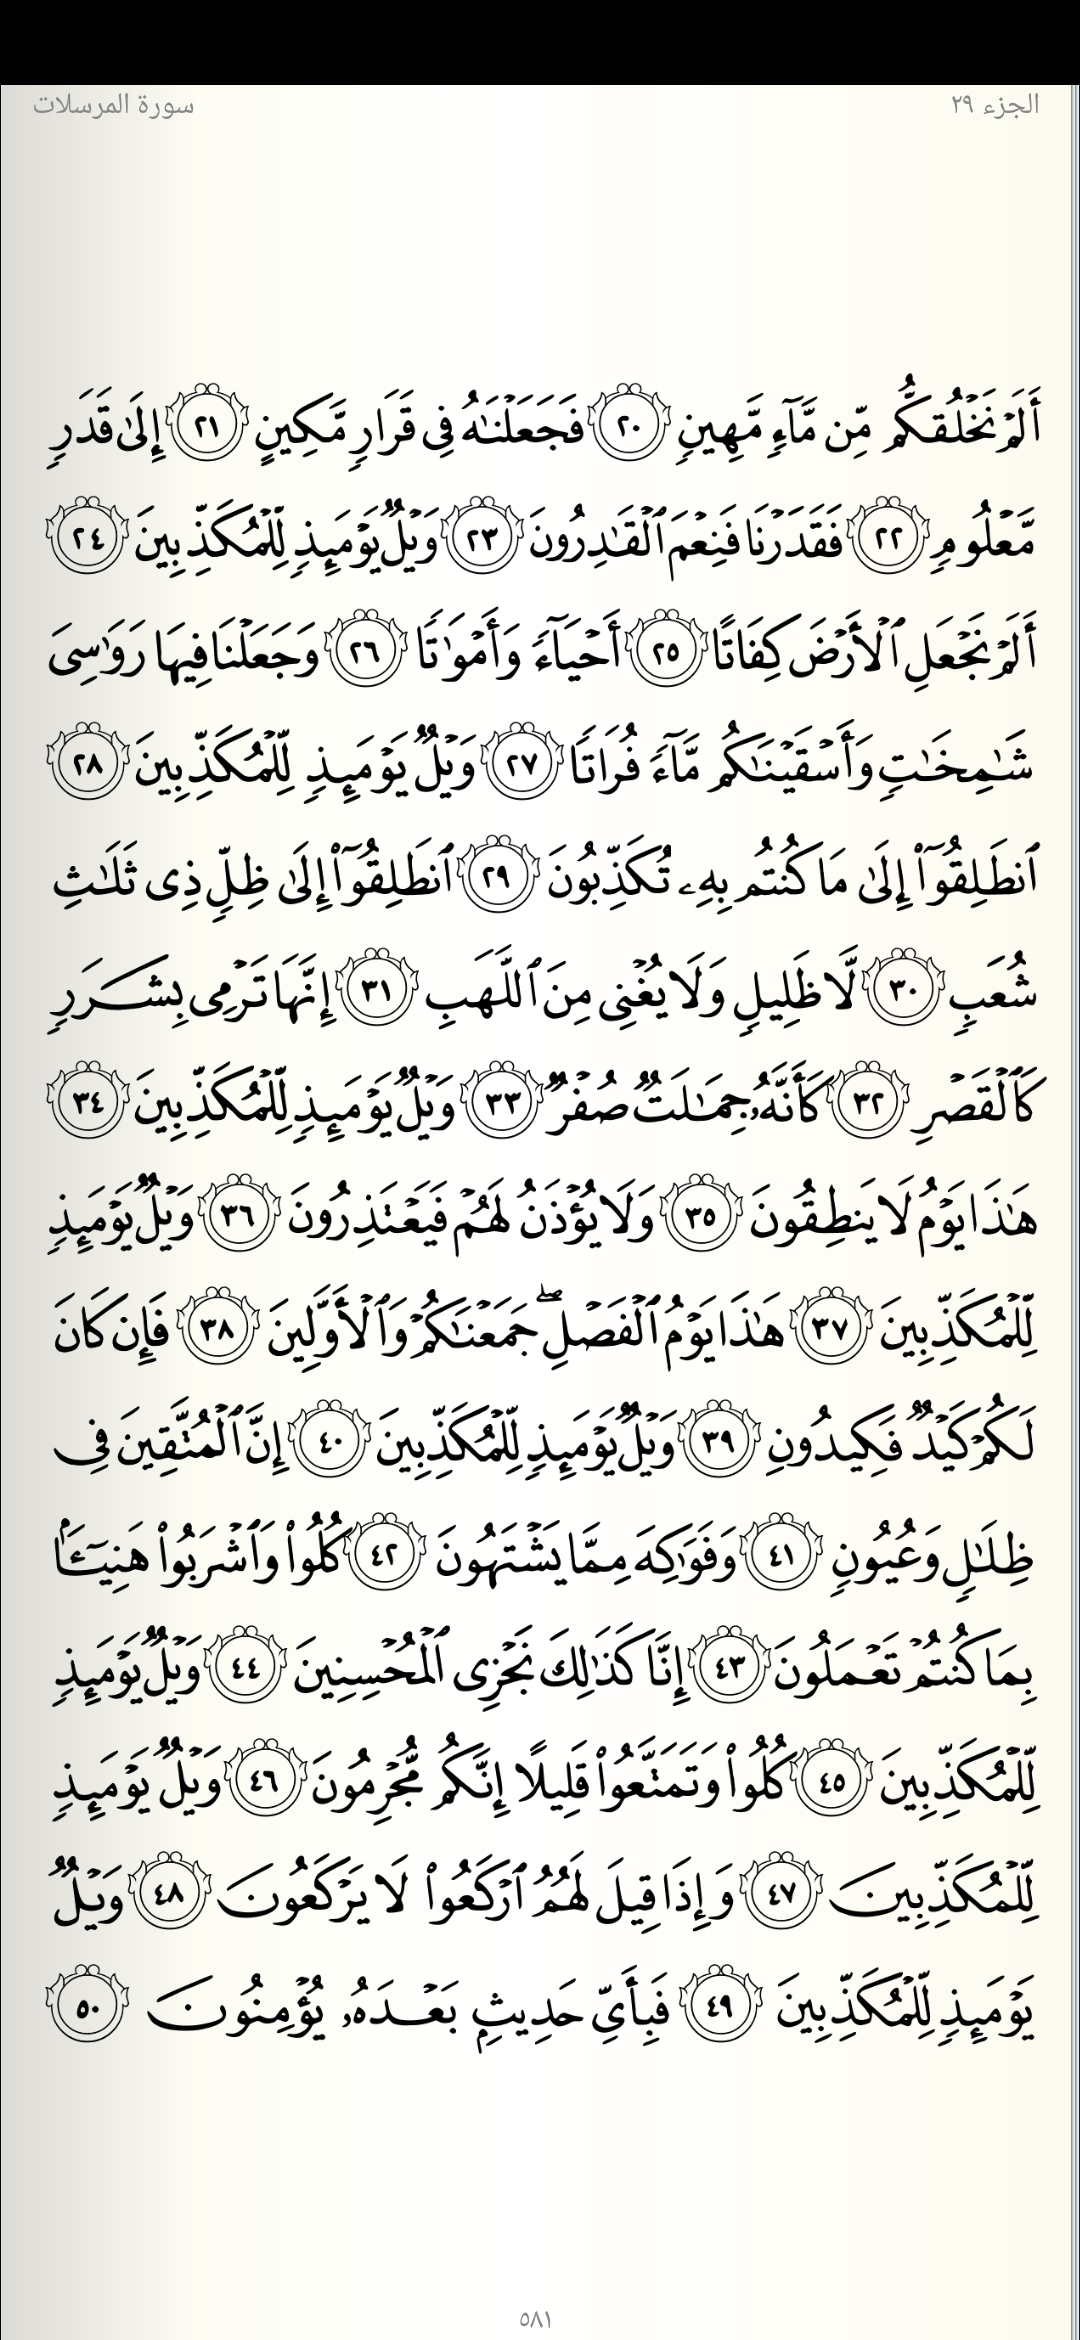 الجزء ٢٩
سورة المرسلات
أَلَمۡ نَخۡلُقكُّم مِّن مَّآءٖ مَّهِينٖ ٢٠ فَجَعَلۡنَٰهُ فِي قَرَارٖ مَّكِينٍ ٢١ إِلَىٰ قَدَرٖ
مَّعۡلُومٖ ٢٢ فَقَدَرۡنَا فَنِعۡمَ ٱلۡقَٰدِرُونَ ٢٣ وَيۡلٞ يَوۡمَئِذٖ لِّلۡمُكَذِّبِينَ ٢٤
أَلَمۡ نَجۡعَلِ ٱلۡأَرۡضَ كِفَاتًا ٢٥ أَحۡيَآءٗ وَأَمۡوَٰتٗا ٢٦ وَجَعَلۡنَا فِيهَا رَوَٰسِيَ
شَٰمِخَٰتٖ وَأَسۡقَيۡنَٰكُم مَّآءٗ فُرَاتٗا ٢٧ وَيۡلٞ يَوۡمَئِذٖ لِّلۡمُكَذِّبِينَ ٢٨
ٱنطَلِقُوٓاْ إِلَىٰ مَا كُنتُم بِهِۦ تُكَذِّبُونَ ٢٩ ٱنطَلِقُوٓاْ إِلَىٰ ظِلّٖ ذِي ثَلَٰثِ
شُعَبٖ ٣٠ لَّا ظَلِيلٖ وَلَا يُغۡنِي مِنَ ٱللَّهَبِ ٣١ إِنَّهَا تَرۡمِي بِشَرَرٖ
كَٱلۡقَصۡرِ ٣٢ كَأَنَّهُۥ جِمَٰلَتٞ صُفۡرٞ ٣٣ وَيۡلٞ يَوۡمَئِذٖ لِّلۡمُكَذِّبِينَ ٣٤
هَٰذَا يَوۡمُ لَا يَنطِقُونَ ٣٥ وَلَا يُؤۡذَنُ لَهُمۡ فَيَعۡتَذِرُونَ ٣٦ وَيۡلٞ يَوۡمَئِذٖ
لِّلۡمُكَذِّبِينَ ٣٧ هَٰذَا يَوۡمُ ٱلۡفَصۡلِۖ جَمَعۡنَٰكُمۡ وَٱلۡأَوَّلِينَ ٣٨ فَإِن كَانَ
لَكُمۡ كَيۡدٞ فَكِيدُونِ ٣٩ وَيۡلٞ يَوۡمَئِذٖ لِّلۡمُكَذِّبِينَ ٤٠ إِنَّ ٱلۡمُتَّقِينَ فِي
ظِلَٰلٖ وَعُيُونٖ ٤١ وَفَوَٰكِهَ مِمَّا يَشۡتَهُونَ ٤٢ كُلُواْ وَٱشۡرَبُواْ هَنِيٓـَٔۢا
بِمَا كُنتُمۡ تَعۡمَلُونَ ٤٣ إِنَّا كَذَٰلِكَ نَجۡزِي ٱلۡمُحۡسِنِينَ ٤٤ وَيۡلٞ يَوۡمَئِذٖ
لِّلۡمُكَذِّبِينَ ٤٥ كُلُواْ وَتَمَتَّعُواْ قَلِيلًا إِنَّكُم مُّجۡرِمُونَ ٤٦ وَيۡلٞ يَوۡمَئِذٖ
لِّلۡمُكَذِّبِينَ ٤٧ وَإِذَا قِيلَ لَهُمُ ٱرۡكَعُواْ لَا يَرۡكَعُونَ ٤٨ وَيۡلٞ
يَوۡمَئِذٖ لِّلۡمُكَذِّبِينَ ٤٩ فَبِأَيِّ حَدِيثِۭ بَعۡدَهُۥ يُؤۡمِنُونَ ٥٠
٥٨١